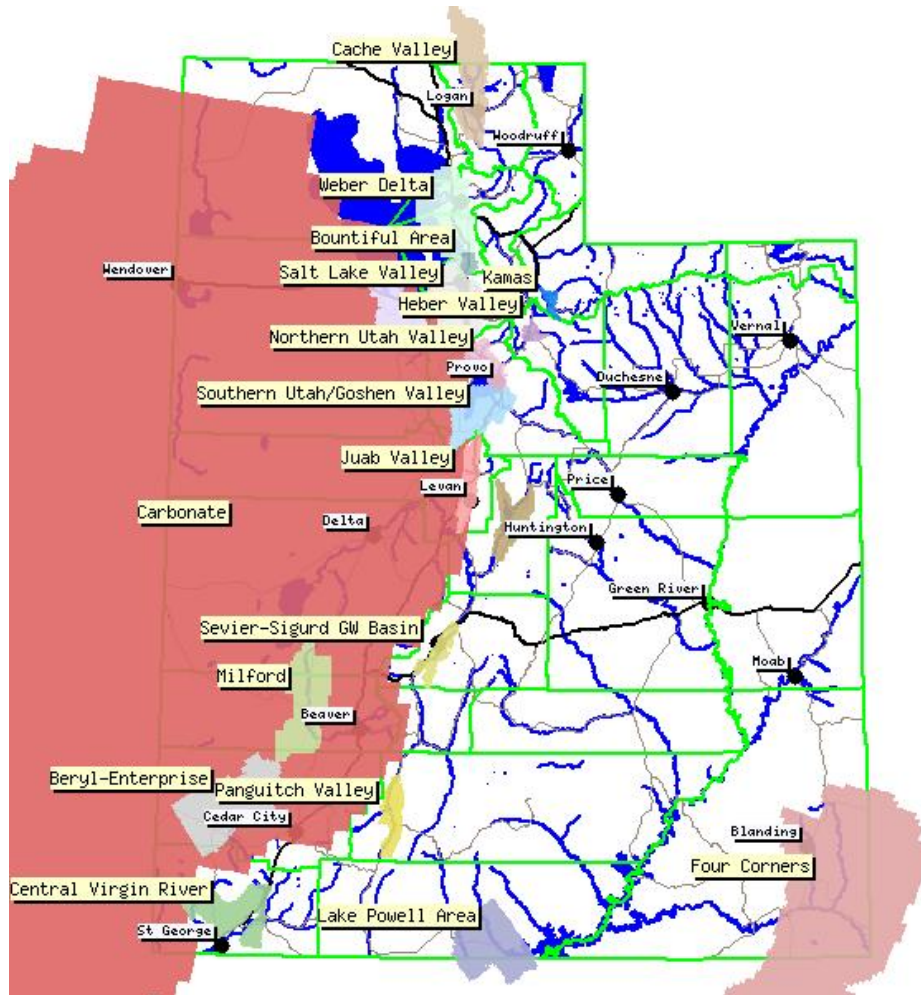 Cache Valley
Logan
Woodruff
Weber Delta
Bountiful Area
Wendover
Salt Lake Valley
Kamas
Heber Valley
Northern Utah Valley
Vernal
Provo
Duchesne
Southern Utah/Goshen Valley
Juab Valley
Levan
Price
Carbonate
Delta
Huntington
Green River
Sevier-Sigurd GW Basin
Moab
Milford
Beaver
Beryl-Enterprise
Panguitch Valley
Cedar City
Blanding
Four Corners
Central Virgin River
Lake Powell Area
St George